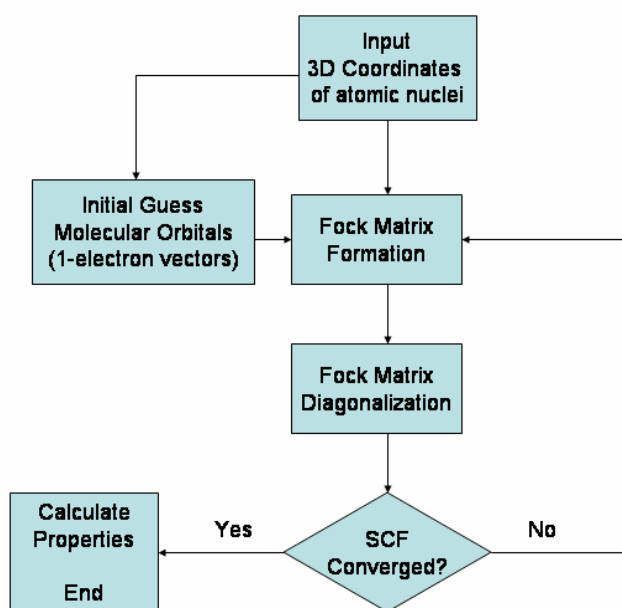 Input
3D Coordinates
of atomic nuclei
Initial Guess
Molecular Orbitals
(1-electron vectors)
Fock Matrix
Formation
Fock Matrix
Diagonalization
SCF
Converged?
Yes
No
Calculate
Properties
End